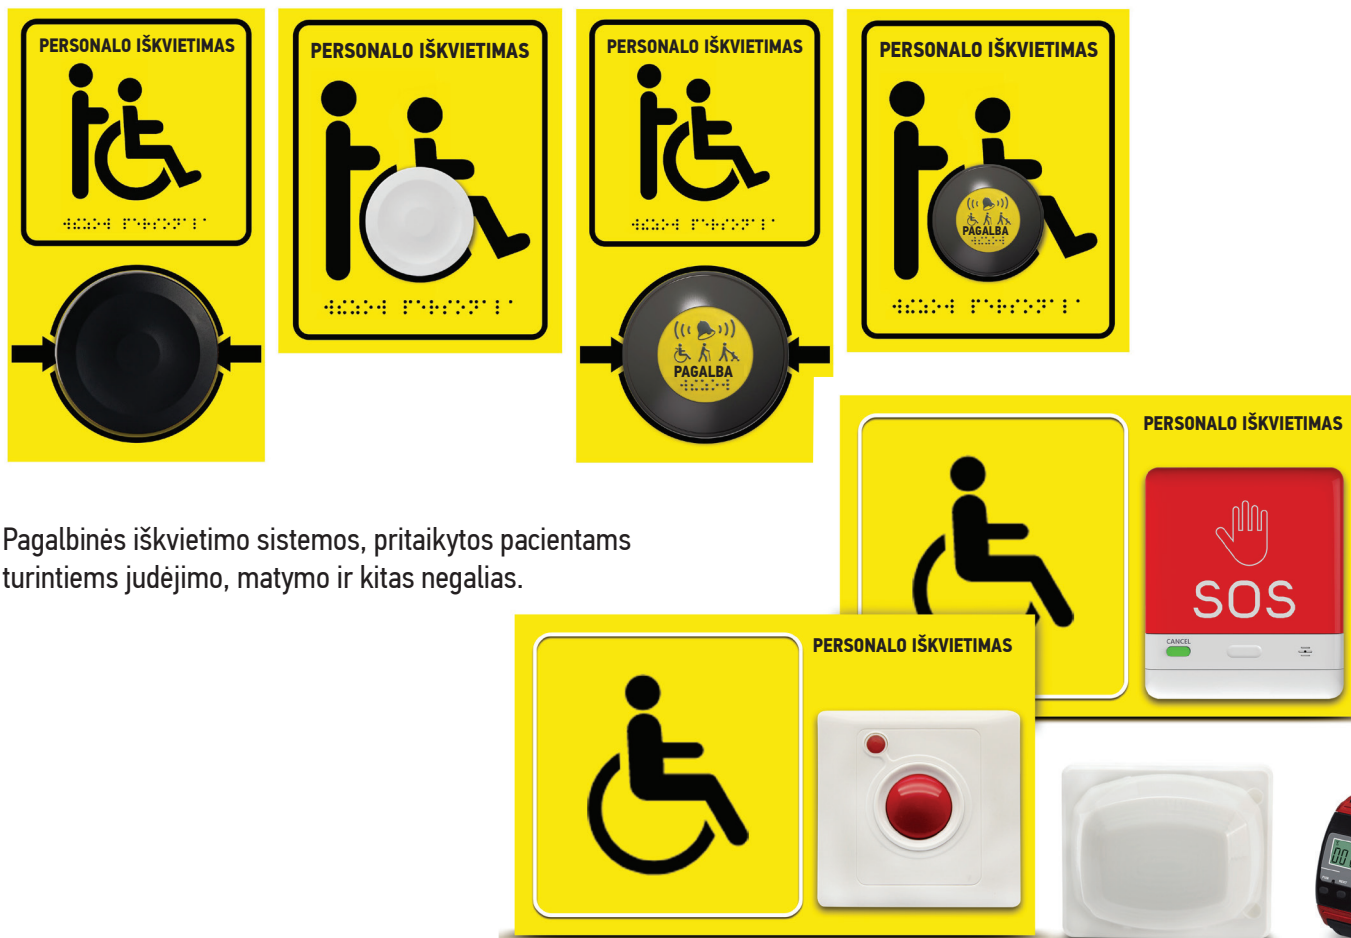 PERSONALO IŠKVIETIMAS
PERSONALO IŠKVIETIMAS
PERSONALO IŠKVIETIMAS
PAGALBA
PERSONALO IŠKVIETIMAS
PAGALBA
PERSONALO IŠKVIETIMAS
SOS
CANCEL
Pagalbinės iškvietimo sistemos, pritaikytos pacientams
turintiems judėjimo, matymo ir kitas negalias.
PERSONALO IŠKVIETIMAS